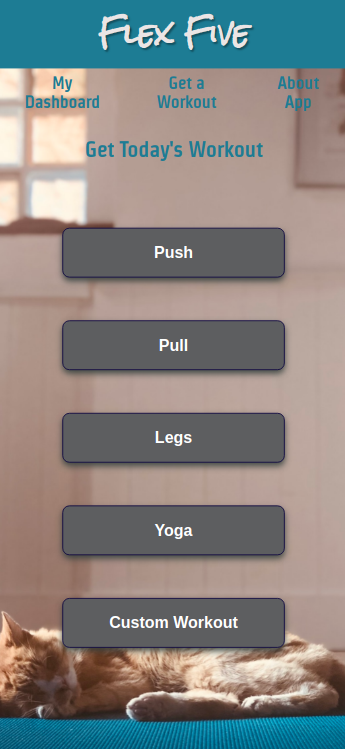 Flex Five
My Get a About
Dashboard Workout App
Get Today's Workout
Push
Pull
Legs
Yoga
Custom Workout